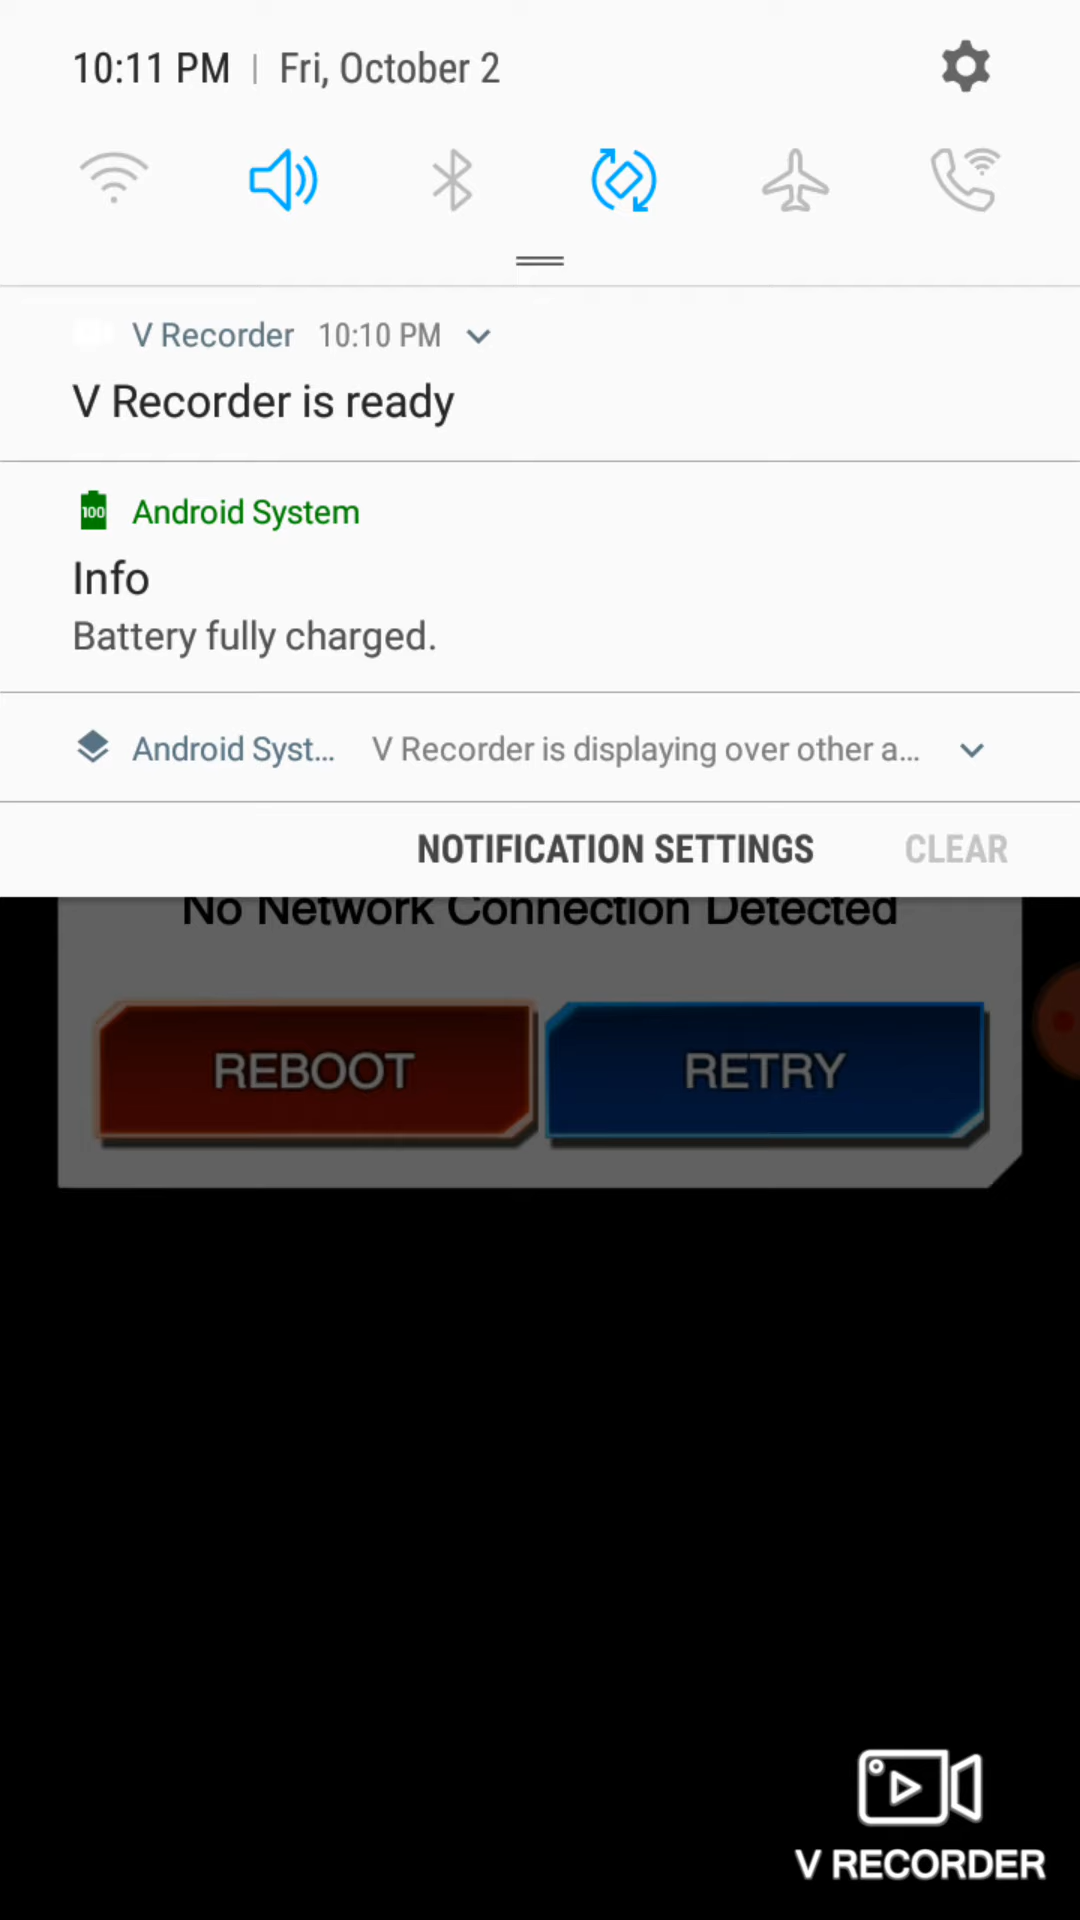 10:11 PM | Fri, October 2
V Recorder 10:10 PM
V Recorder is ready
100 Android System
Info
Battery fully charged.
Android Syst... V Recorder is displaying over other a...
NOTIFICATION SETTINGS CLEAR
No Network Connection Detected
REBOOT RETRY
V RECORDER